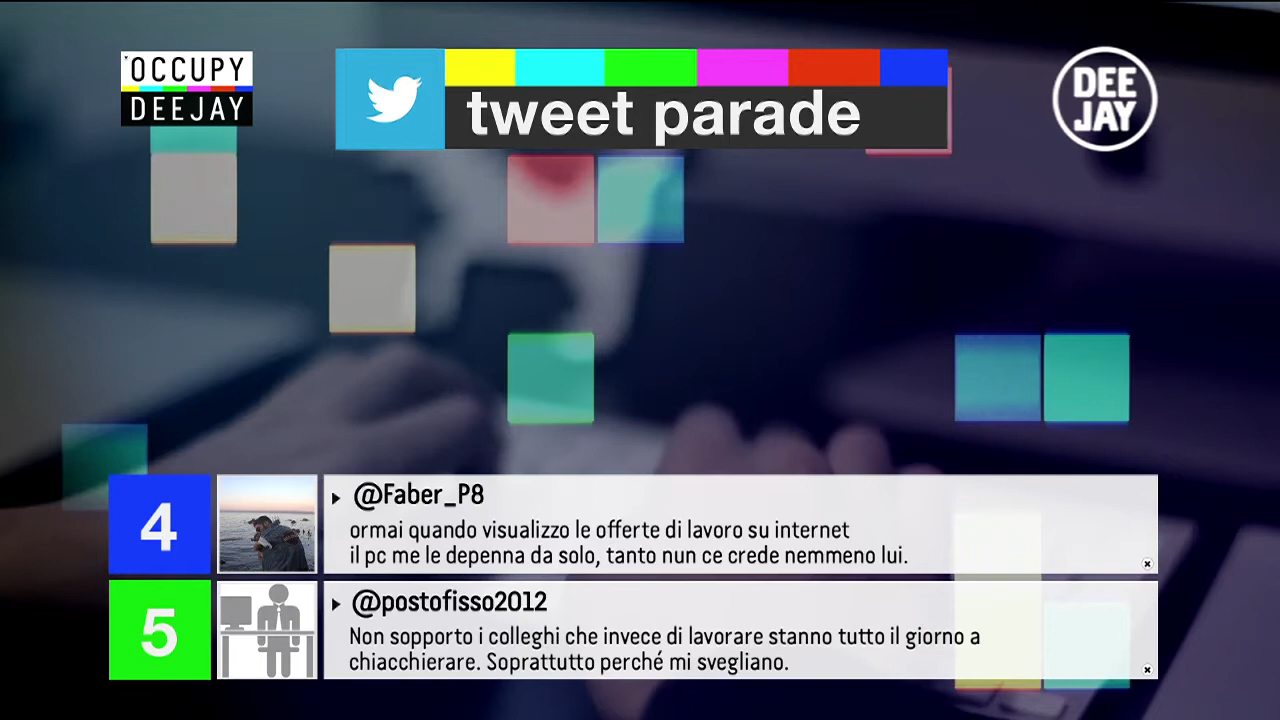 OCCUPY
DEEJAY
tweet parade
DEE
JAY
4
@Faber_P8
ormai quando visualizzo le offerte di lavoro su internet
il pc me le depenna da solo, tanto nun ce crede nemmeno lui.
5
@postofisso2012
Non sopporto i colleghi che invece di lavorare stanno tutto il giorno a
chiacchierare. Soprattutto perché mi svegliano.